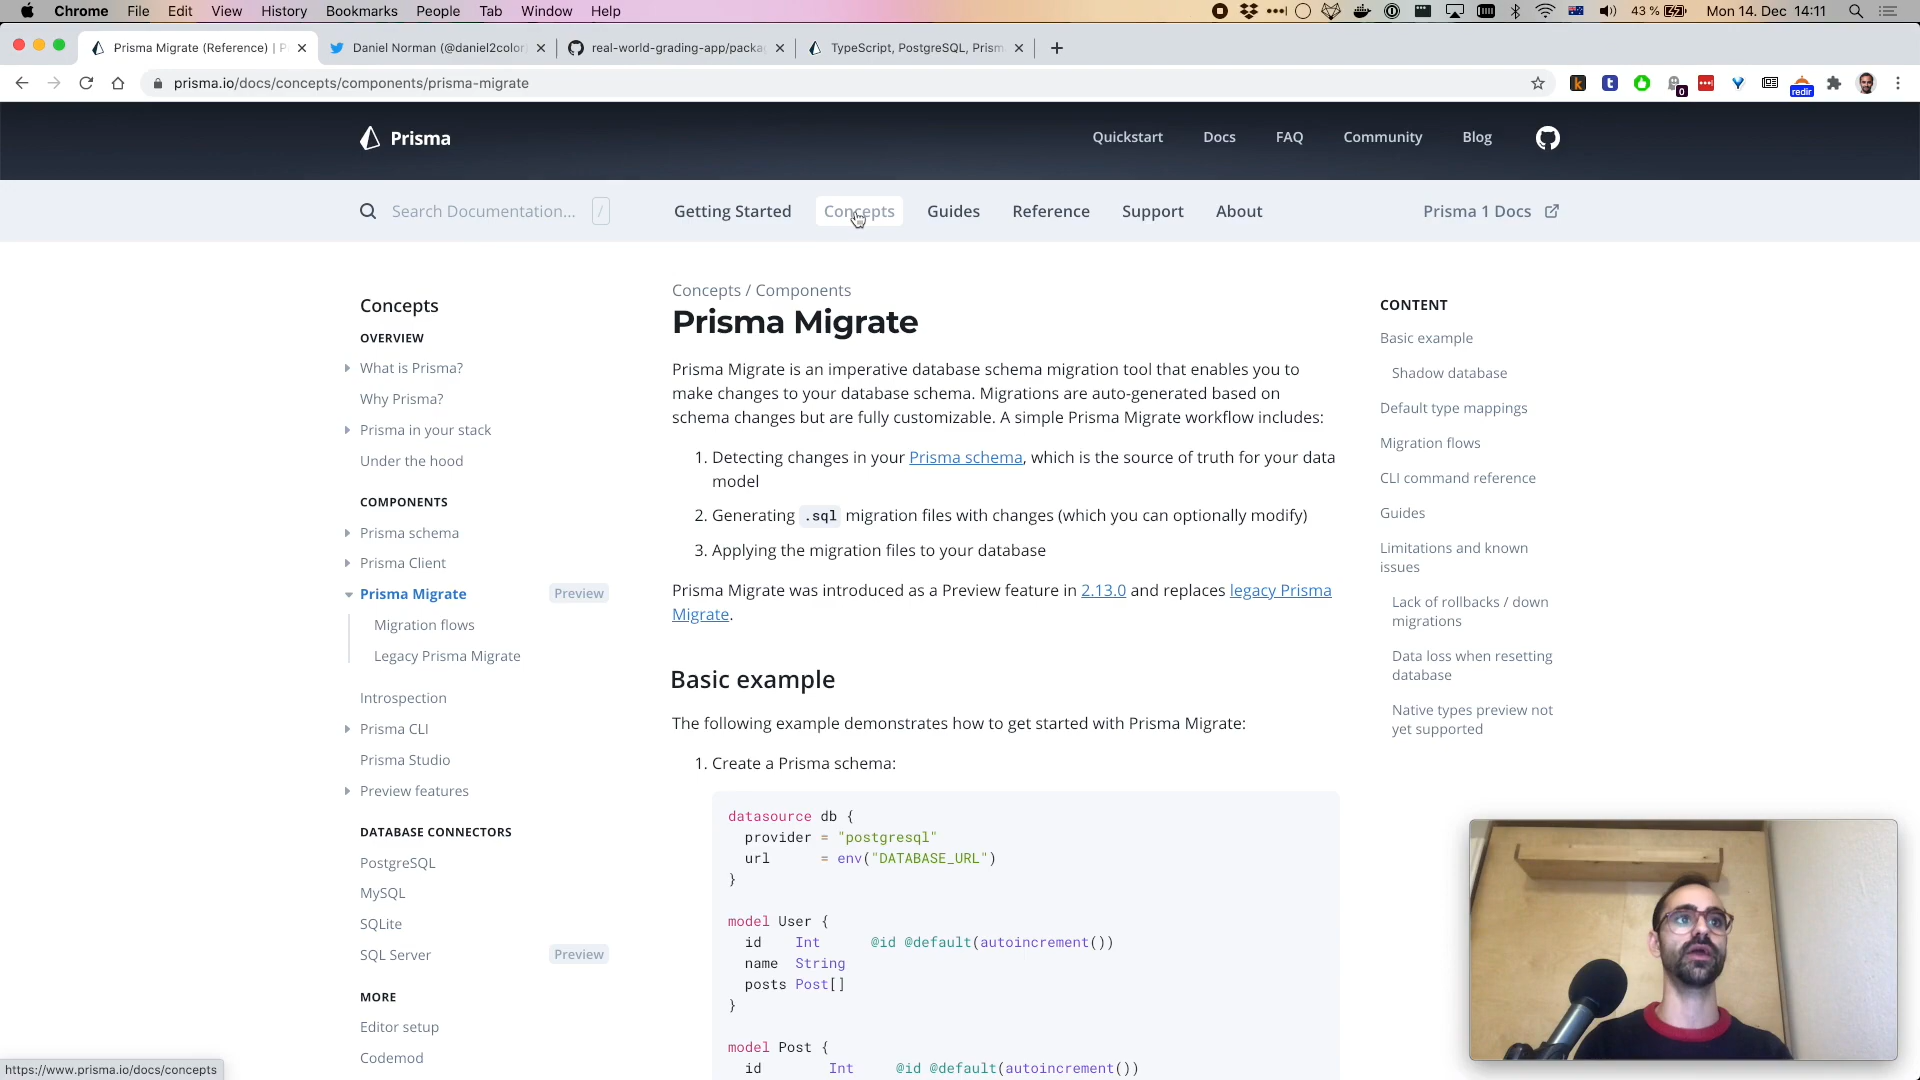 Chrome File Edit View History Bookmarks People Tab Window Help 43 % Mon 14. Dec 14:11
Prisma Migrate (Reference) | P Daniel Norman (@daniel2color real-world-grading-app/packa TypeScript, PostgreSQL, Prism
prisma.io/docs/concepts/components/prisma-migrate k t 0 redir
Prisma Quickstart Docs FAQ Community Blog
Search Documentation... / Getting Started Concepts Guides Reference Support About Prisma 1 Docs
Concepts
OVERVIEW
What is Prisma?
Why Prisma?
Prisma in your stack
Under the hood
COMPONENTS
Prisma schema
Prisma Client
Prisma Migrate Preview
Migration flows
Legacy Prisma Migrate
Introspection
Prisma CLI
Prisma Studio
Preview features
DATABASE CONNECTORS
PostgreSQL
MySQL
SQLite
SQL Server Preview
MORE
Editor setup
Codemod
Concepts / Components
Prisma Migrate
Prisma Migrate is an imperative database schema migration tool that enables you to
make changes to your database schema. Migrations are auto-generated based on
schema changes but are fully customizable. A simple Prisma Migrate workflow includes:
1. Detecting changes in your Prisma schema, which is the source of truth for your data
model
2. Generating .sql migration files with changes (which you can optionally modify)
3. Applying the migration files to your database
Prisma Migrate was introduced as a Preview feature in 2.13.0 and replaces legacy Prisma
Migrate.
Basic example
The following example demonstrates how to get started with Prisma Migrate:
1. Create a Prisma schema:
datasource db {
provider = "postgresql"
url = env("DATABASE_URL")
}
model User {
id Int @id @default(autoincrement())
name String
posts Post[]
}
model Post {
id Int @id @default(autoincrement())
CONTENT
Basic example
Shadow database
Default type mappings
Migration flows
CLI command reference
Guides
Limitations and known
issues
Lack of rollbacks / down
migrations
Data loss when resetting
database
Native types preview not
yet supported
https://www.prisma.io/docs/concepts